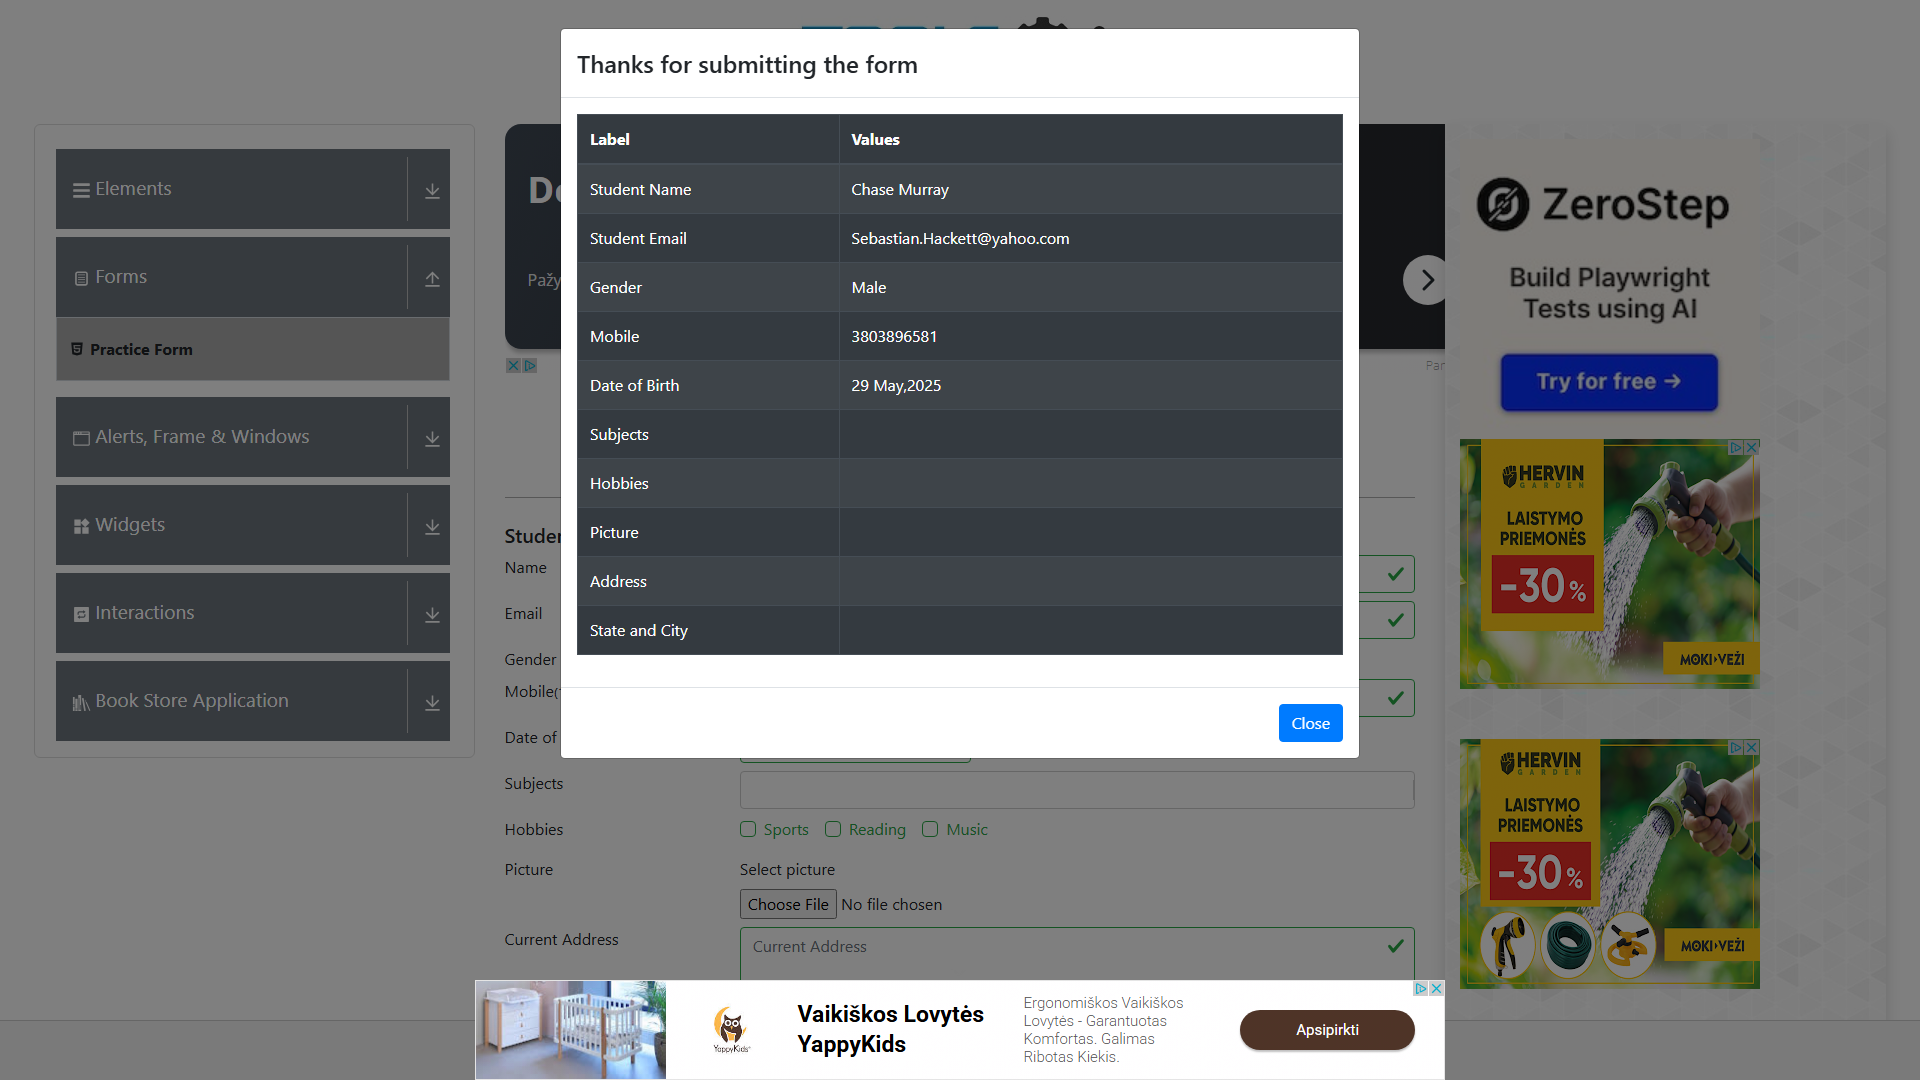 Thanks for submitting the form
Label Values
Student Name Chase Murray
Student Email Sebastian.Hackett@yahoo.com
Gender Male
Mobile 3803896581
Date of Birth 29 May,2025
Subjects
Hobbies
Picture
Address
State and City
Close
Elements
Forms
Practice Form
Alerts, Frame & Windows
Widgets
Interactions
Book Store Application
Name
Email
Gender
Date of
Subjects
Hobbies Sports Reading Music
Picture Select picture
Choose File No file chosen
Current Address Current Address
ZeroStep
Build Playwright
Tests using AI
Try for free →
HERVIN
GARDEN
LAISTYMO
PRIEMONĖS
-30%
MOKI▸VEŽI
HERVIN
GARDEN
LAISTYMO
PRIEMONĖS
-30%
MOKI▸VEŽI
YappyKids
Vaikiškos Lovytės
YappyKids
Ergonomiškos Vaikiškos
Lovytės - Garantuotas
Komfortas. Galimas
Ribotas Kiekis.
Apsipirkti